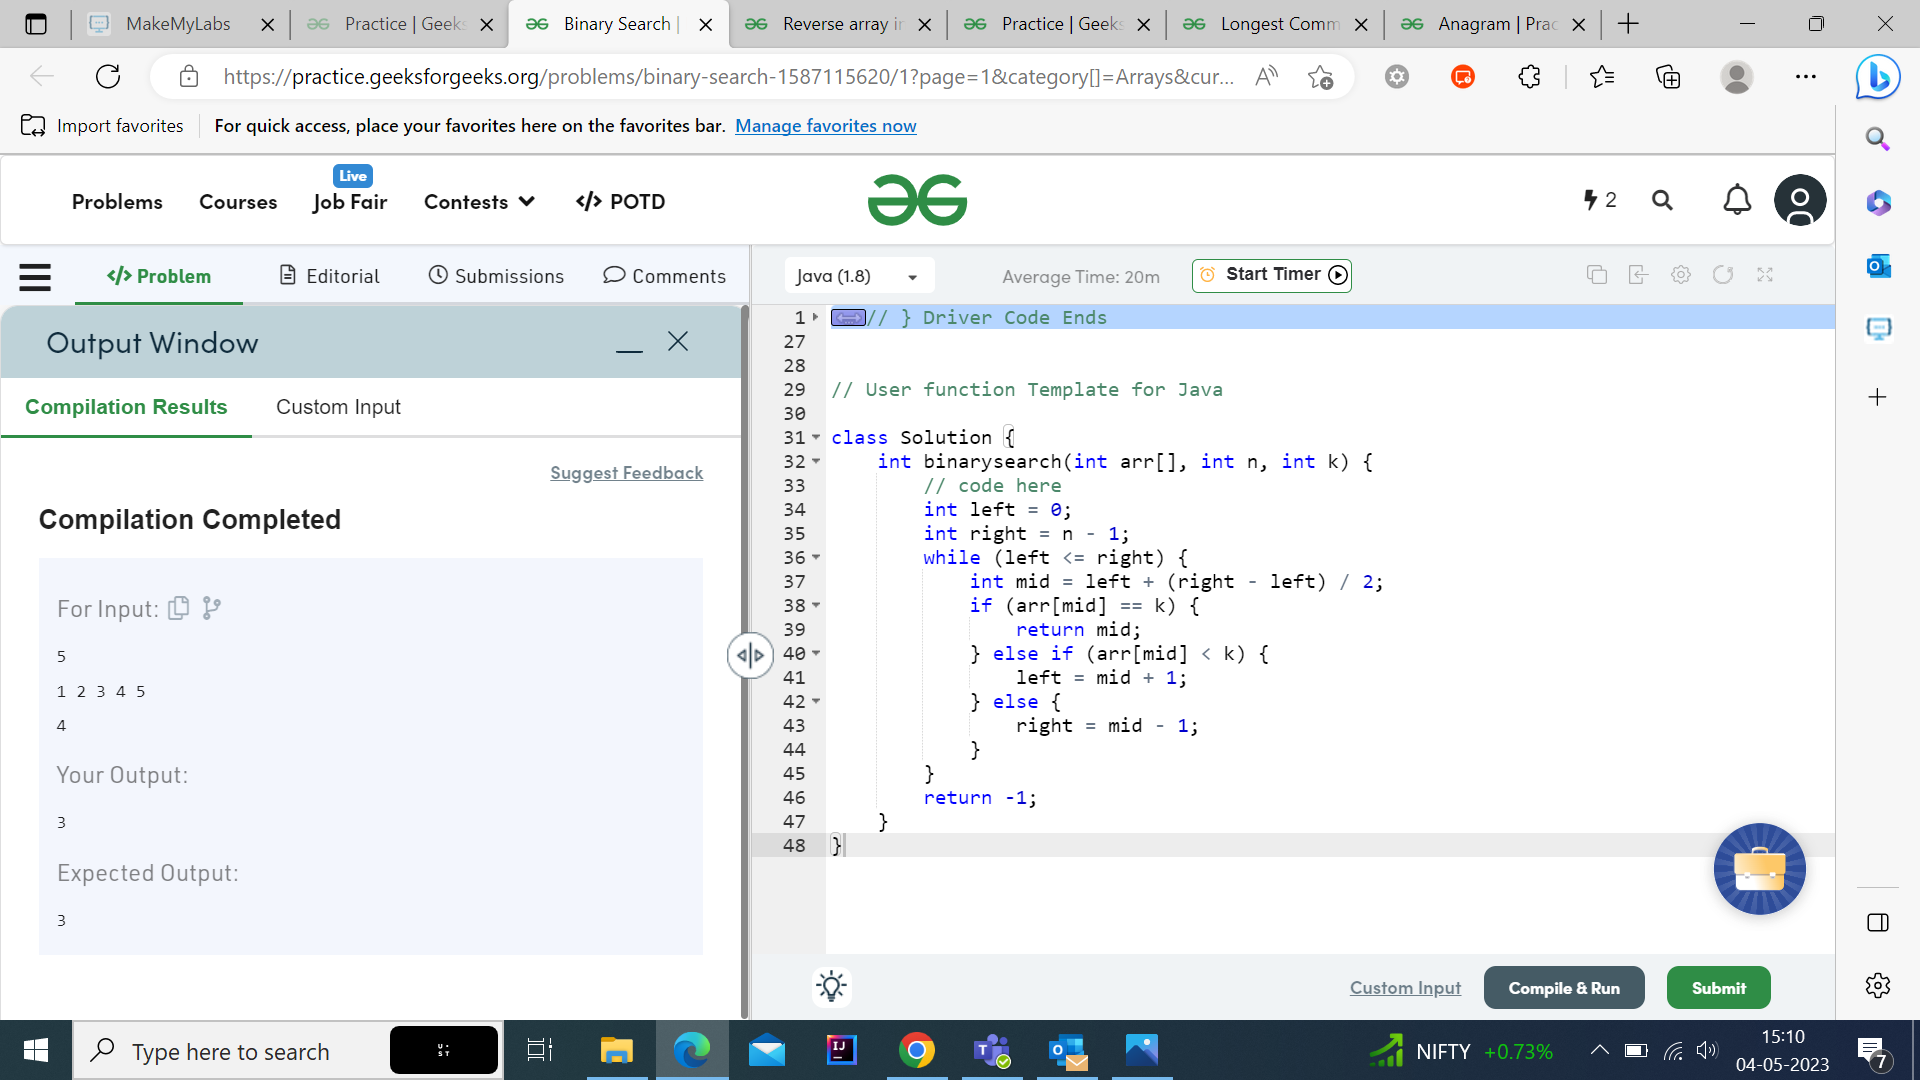 MakeMyLabs
Practice | Geeks
Binary Search |
Reverse array in
Practice | Geeks
Longest Comm
Anagram | Prac
https://practice.geeksforgeeks.org/problems/binary-search-1587115620/1?page=1&category[]=Arrays&cur...
Import favorites
For quick access, place your favorites here on the favorites bar. Manage favorites now
Problems
Courses
Live
Job Fair
Contests
</> POTD
2
</> Problem
Editorial
Submissions
Comments
Java (1.8)
Average Time: 20m
Start Timer
Output Window
Compilation Results
Custom Input
Suggest Feedback
Compilation Completed
For Input:
5
1 2 3 4 5
4
Your Output:
3
Expected Output:
3
1 // } Driver Code Ends
27
28
29 // User function Template for Java
30
31 class Solution {
32     int binarysearch(int arr[], int n, int k) {
33         // code here
34         int left = 0;
35         int right = n - 1;
36         while (left <= right) {
37             int mid = left + (right - left) / 2;
38             if (arr[mid] == k) {
39                 return mid;
40             } else if (arr[mid] < k) {
41                 left = mid + 1;
42             } else {
43                 right = mid - 1;
44             }
45         }
46         return -1;
47     }
48 }
Custom Input
Compile & Run
Submit
Type here to search
NIFTY +0.73%
15:10
04-05-2023
7